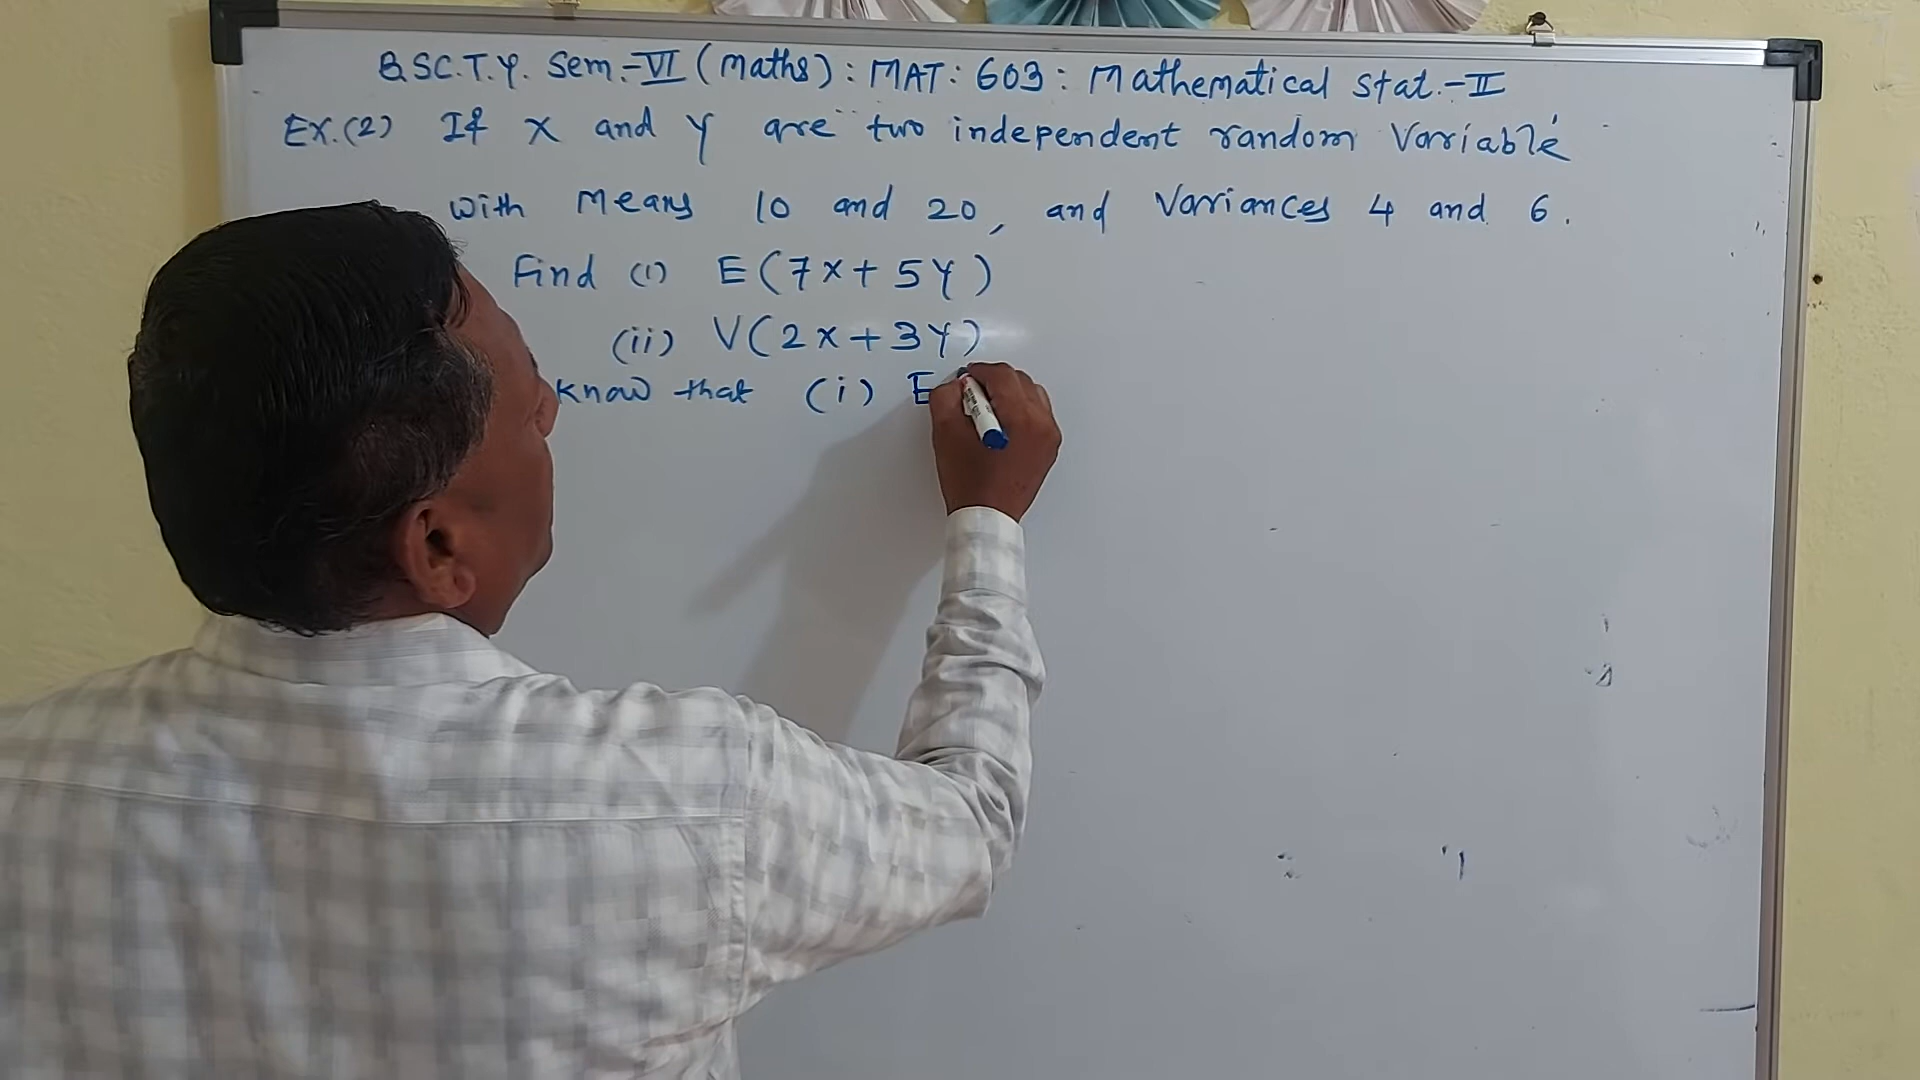 B.SC.T.Y. Sem.-VI (Maths) : MAT: 603 : Mathematical Stat.-II
Ex.(2) If X and Y are two independent random Variable
with Means 10 and 20, and Variances 4 and 6.
Find (i) E(7X+5Y)
(ii) V(2X+3Y)
know that (i) E